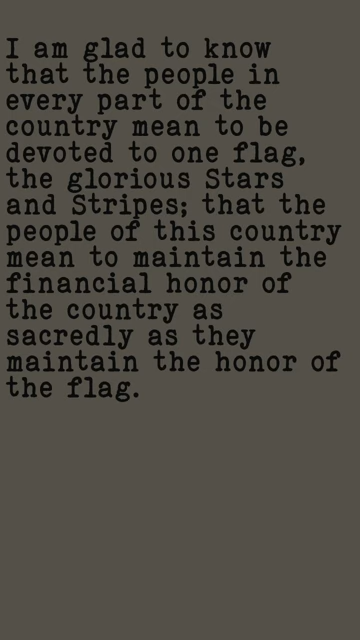 I am glad to know
that the people in
every part of the
country mean to be
devoted to one flag,
the glorious Stars
and Stripes; that the
people of this country
mean to maintain the
financial honor of
the country as
sacredly as they
maintain the honor of
the flag.